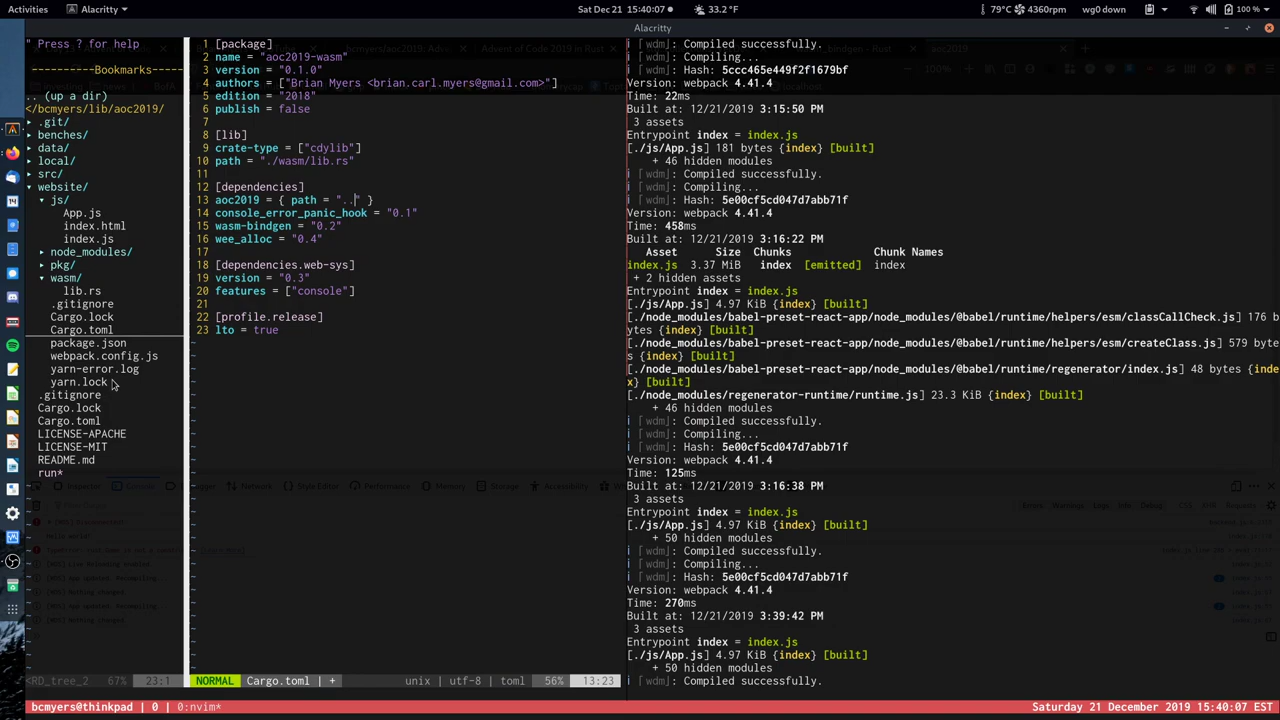 Activities
Alacritty
Sat Dec 21 15:40:07
33.2 °F
79°C
4360rpm
wg0 down
100 %
Alacritty
" Press ? for help
----------Bookmarks-----
.. (up a dir)
</bcmyers/lib/aoc2019/
▸ .git/
▸ benches/
▸ data/
▸ local/
▸ src/
▾ website/
▾ js/
App.js
index.html
index.js
▸ node_modules/
▸ pkg/
▾ wasm/
lib.rs
.gitignore
Cargo.lock
Cargo.toml
package.json
webpack.config.js
yarn-error.log
yarn.lock
.gitignore
Cargo.lock
Cargo.toml
LICENSE-APACHE
LICENSE-MIT
README.md
run*
<RD_tree_2 67% 23:1
1 [package]
2 name = "aoc2019-wasm"
3 version = "0.1.0"
4 authors = ["Brian Myers <brian.carl.myers@gmail.com>"]
5 edition = "2018"
6 publish = false
7
8 [lib]
9 crate-type = ["cdylib"]
10 path = "./wasm/lib.rs"
11
12 [dependencies]
13 aoc2019 = { path = ".." }
14 console_error_panic_hook = "0.1"
15 wasm-bindgen = "0.2"
16 wee_alloc = "0.4"
17
18 [dependencies.web-sys]
19 version = "0.3"
20 features = ["console"]
21
22 [profile.release]
23 lto = true
NORMAL Cargo.toml | + unix | utf-8 | toml 56% 13:23
i ｢wdm｣: Compiled successfully.
i ｢wdm｣: Compiling...
i ｢wdm｣: Hash: 5ccc465e449f2f1679bf
Version: webpack 4.41.4
Time: 22ms
Built at: 12/21/2019 3:15:50 PM
3 assets
Entrypoint index = index.js
[./js/App.js] 181 bytes {index} [built]
+ 46 hidden modules
i ｢wdm｣: Compiled successfully.
i ｢wdm｣: Compiling...
i ｢wdm｣: Hash: 5e00cf5cd047d7abb71f
Version: webpack 4.41.4
Time: 458ms
Built at: 12/21/2019 3:16:22 PM
Asset Size Chunks Chunk Names
index.js 3.37 MiB index [emitted] index
+ 2 hidden assets
Entrypoint index = index.js
[./js/App.js] 4.97 KiB {index} [built]
[./node_modules/babel-preset-react-app/node_modules/@babel/runtime/helpers/esm/classCallCheck.js] 176 b
ytes {index} [built]
[./node_modules/babel-preset-react-app/node_modules/@babel/runtime/helpers/esm/createClass.js] 579 byte
s {index} [built]
[./node_modules/babel-preset-react-app/node_modules/@babel/runtime/regenerator/index.js] 48 bytes {inde
x} [built]
[./node_modules/regenerator-runtime/runtime.js] 23.3 KiB {index} [built]
+ 46 hidden modules
i ｢wdm｣: Compiled successfully.
i ｢wdm｣: Compiling...
i ｢wdm｣: Hash: 5e00cf5cd047d7abb71f
Version: webpack 4.41.4
Time: 125ms
Built at: 12/21/2019 3:16:38 PM
3 assets
Entrypoint index = index.js
[./js/App.js] 4.97 KiB {index} [built]
+ 50 hidden modules
i ｢wdm｣: Compiled successfully.
i ｢wdm｣: Compiling...
i ｢wdm｣: Hash: 5e00cf5cd047d7abb71f
Version: webpack 4.41.4
Time: 270ms
Built at: 12/21/2019 3:39:42 PM
3 assets
Entrypoint index = index.js
[./js/App.js] 4.97 KiB {index} [built]
+ 50 hidden modules
i ｢wdm｣: Compiled successfully.
bcmyers@thinkpad | 0 | 0:nvim*
Saturday 21 December 2019 15:40:07 EST